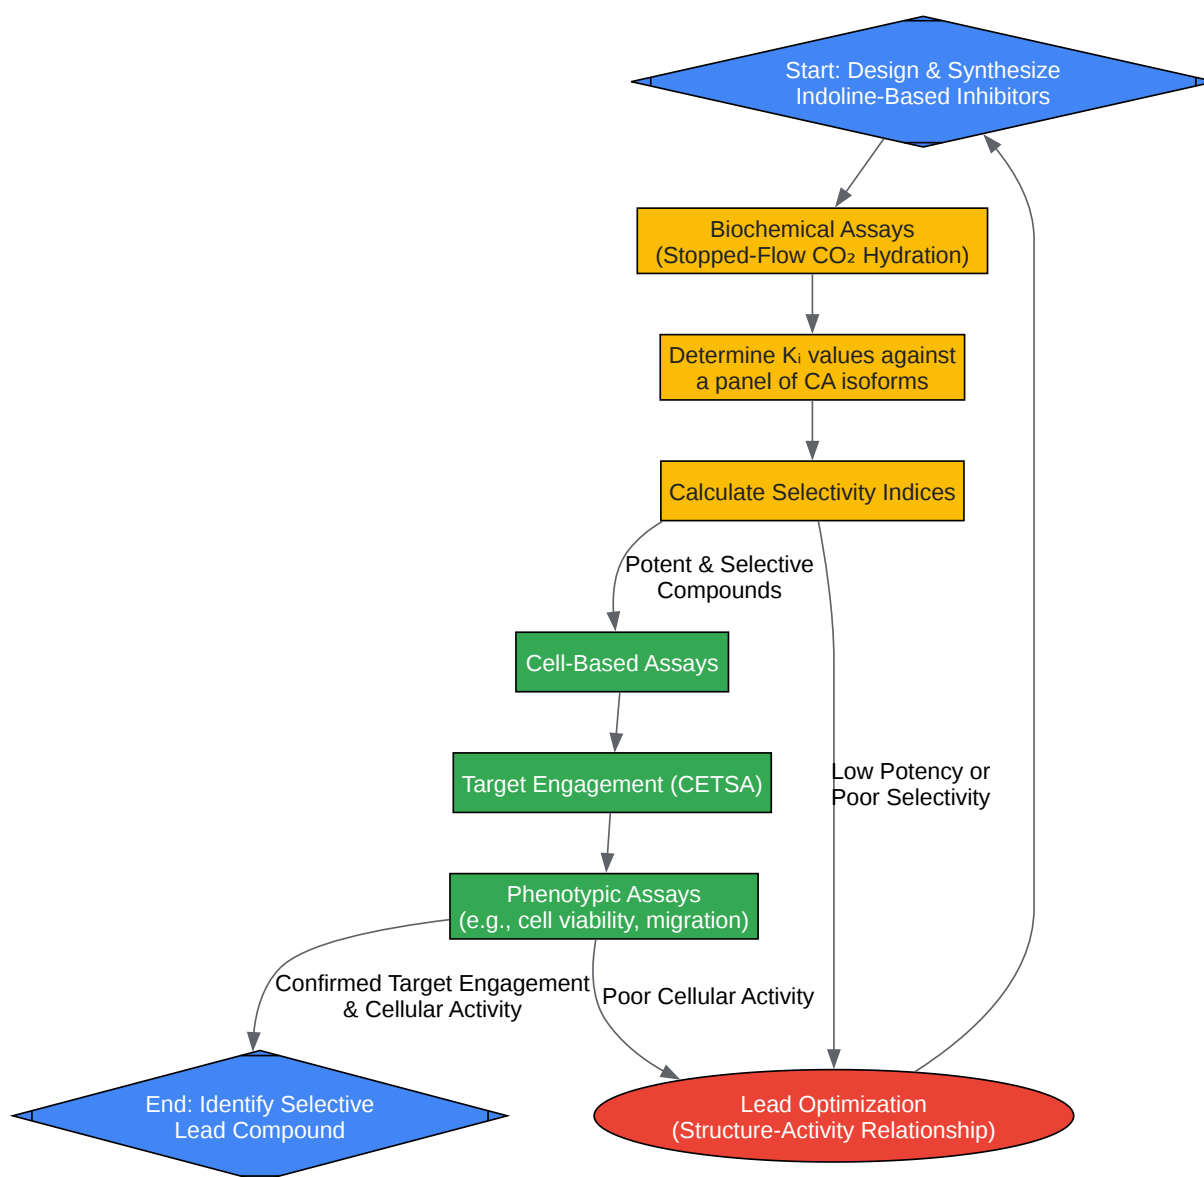 Start: Design & Synthesize
Indoline-Based Inhibitors
Biochemical Assays
(Stopped-Flow CO₂ Hydration)
Determine Kᵢ values against
a panel of CA isoforms
Calculate Selectivity Indices
Potent & Selective
Compounds
Cell-Based Assays
Target Engagement (CETSA)
Low Potency or
Poor Selectivity
Phenotypic Assays
(e.g., cell viability, migration)
Confirmed Target Engagement
& Cellular Activity
Poor Cellular Activity
End: Identify Selective
Lead Compound
Lead Optimization
(Structure-Activity Relationship)